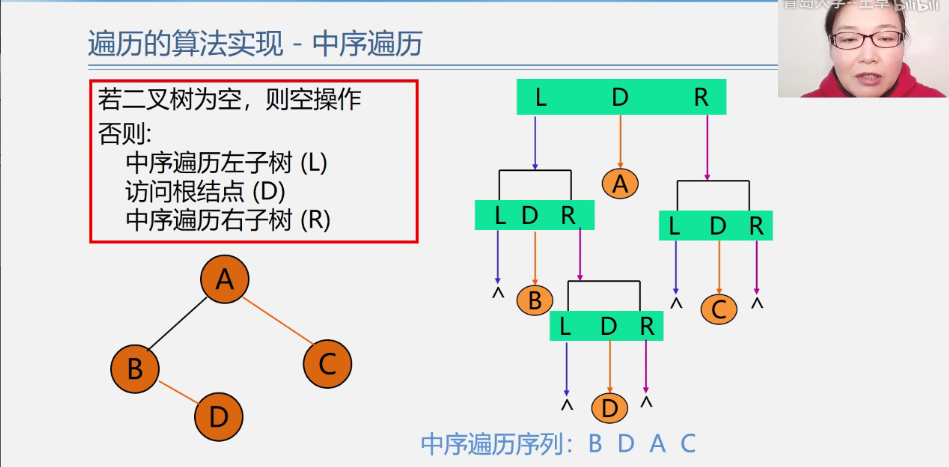 遍历的算法实现 - 中序遍历
青岛大学-王卓 bilibili
若二叉树为空，则空操作
否则:
中序遍历左子树 (L)
访问根结点 (D)
中序遍历右子树 (R)
L D R
A
L D R
L D R
^ B
^ C ^
L D R
^ D ^
A
B
C
D
中序遍历序列: B D A C